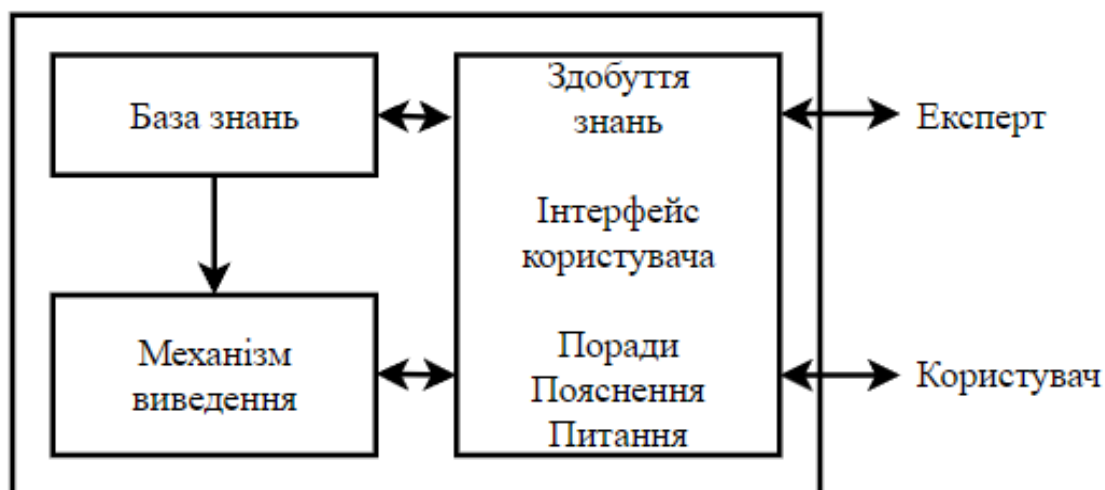 База знань
Здобуття
знань
Експерт
Інтерфейс
користувача
Механізм
виведення
Поради
Пояснення
Питання
Користувач